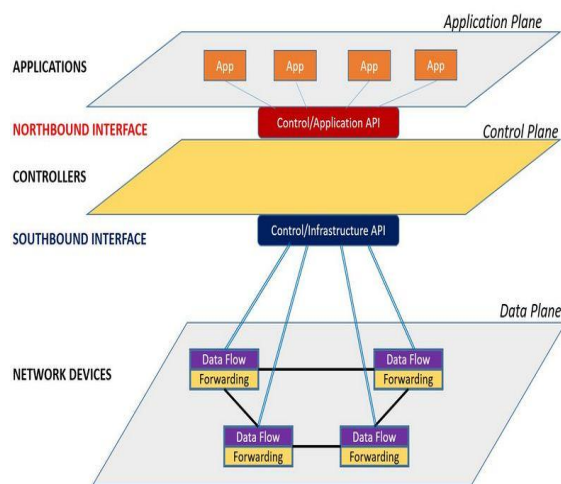 Application Plane
APPLICATIONS
App
App
App
App
NORTHBOUND INTERFACE
Control/Application API
Control Plane
CONTROLLERS
SOUTHBOUND INTERFACE
Control/Infrastructure API
Data Plane
Data Flow
Forwarding
Data Flow
Forwarding
NETWORK DEVICES
Data Flow
Forwarding
Data Flow
Forwarding